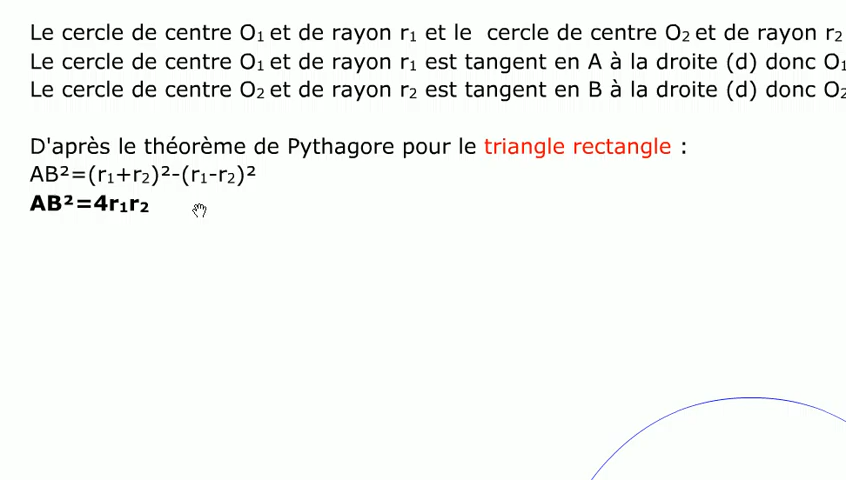 Le cercle de centre O₁ et de rayon r₁ et le cercle de centre O₂ et de rayon r₂
Le cercle de centre O₁ et de rayon r₁ est tangent en A à la droite (d) donc O₁
Le cercle de centre O₂ et de rayon r₂ est tangent en B à la droite (d) donc O₂
D'après le théorème de Pythagore pour le triangle rectangle :
AB²=(r₁+r₂)²-(r₁-r₂)²
AB²=4r₁r₂